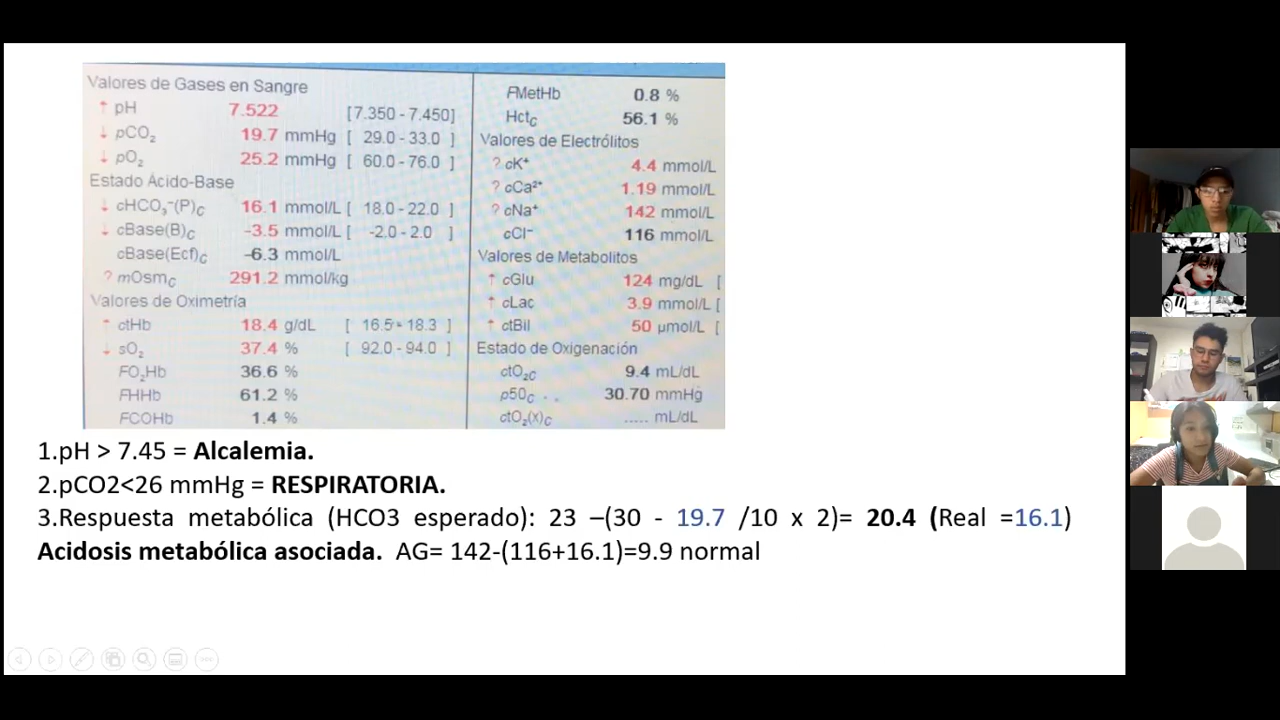 Valores de Gases en Sangre
↑ pH 7.522 [ 7.350 - 7.450]
↓ pCO₂ 19.7 mmHg [ 29.0 - 33.0 ]
↓ pO₂ 25.2 mmHg [ 60.0 - 76.0 ]
Estado Ácido-Base
↓ cHCO₃⁻(P)c 16.1 mmol/L [ 18.0 - 22.0 ]
↓ cBase(B)c -3.5 mmol/L [ -2.0 - 2.0 ]
cBase(Ecf)c -6.3 mmol/L
? mOsmc 291.2 mmol/kg
Valores de Oximetría
↑ ctHb 18.4 g/dL [ 16.5 - 18.3 ]
↓ sO₂ 37.4 % [ 92.0 - 94.0 ]
FO₂Hb 36.6 %
FHHb 61.2 %
FCOHb 1.4 %
FMetHb 0.8 %
Hctc 56.1 %
Valores de Electrólitos
? cK⁺ 4.4 mmol/L
? cCa²⁺ 1.19 mmol/L
? cNa⁺ 142 mmol/L
cCl⁻ 116 mmol/L
Valores de Metabolitos
↑ cGlu 124 mg/dL [
↑ cLac 3.9 mmol/L [
↑ ctBil 50 µmol/L [
Estado de Oxigenación
ctO₂c 9.4 mL/dL
p50c 30.70 mmHg
ctO₂(x)c ..... mL/dL
1.pH > 7.45 = Alcalemia.
2.pCO2<26 mmHg = RESPIRATORIA.
3.Respuesta metabólica (HCO3 esperado): 23 –(30 - 19.7 /10 x 2)= 20.4 (Real =16.1)
Acidosis metabólica asociada. AG= 142-(116+16.1)=9.9 normal